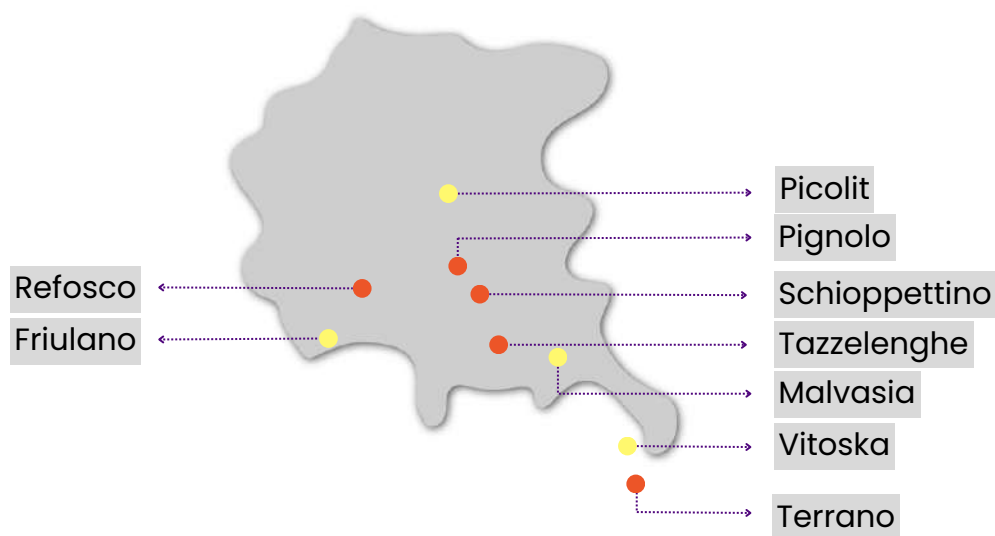 Picolit
Pignolo
Refosco
Schioppettino
Friulano
Tazzelenghe
Malvasia
Vitoska
Terrano